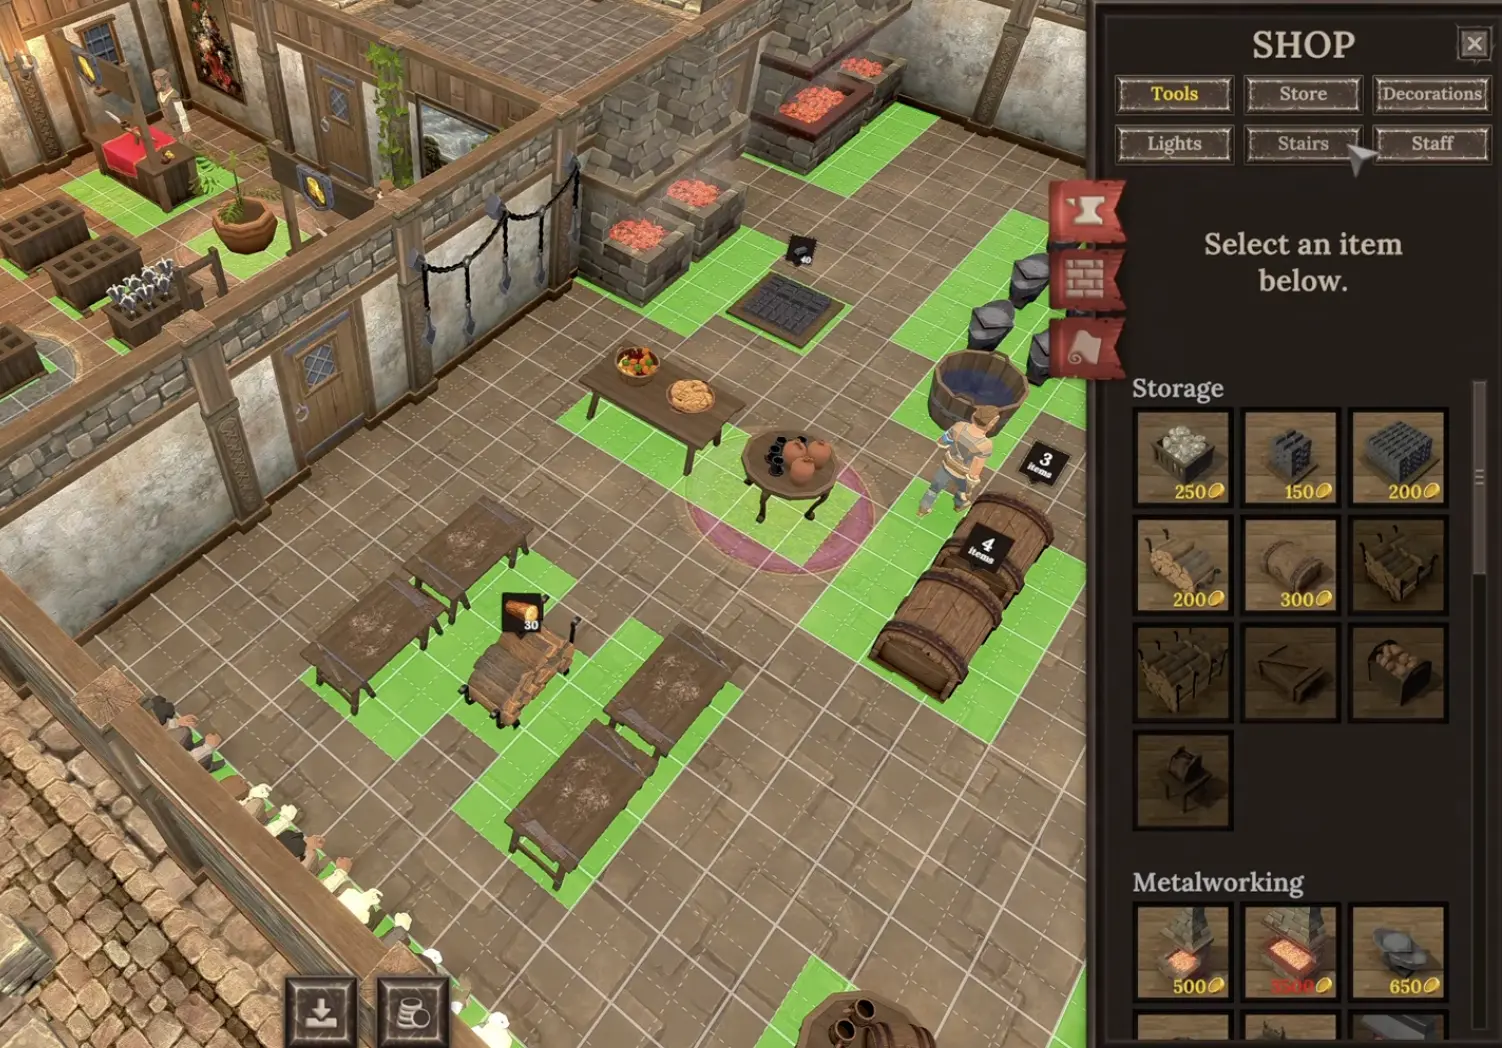 SHOP
Tools
Store
Decorations
Lights
Stairs
Staff
Select an item
below.
Storage
250
150
200
200
300
Metalworking
500
650
40
3
items
4
items
30